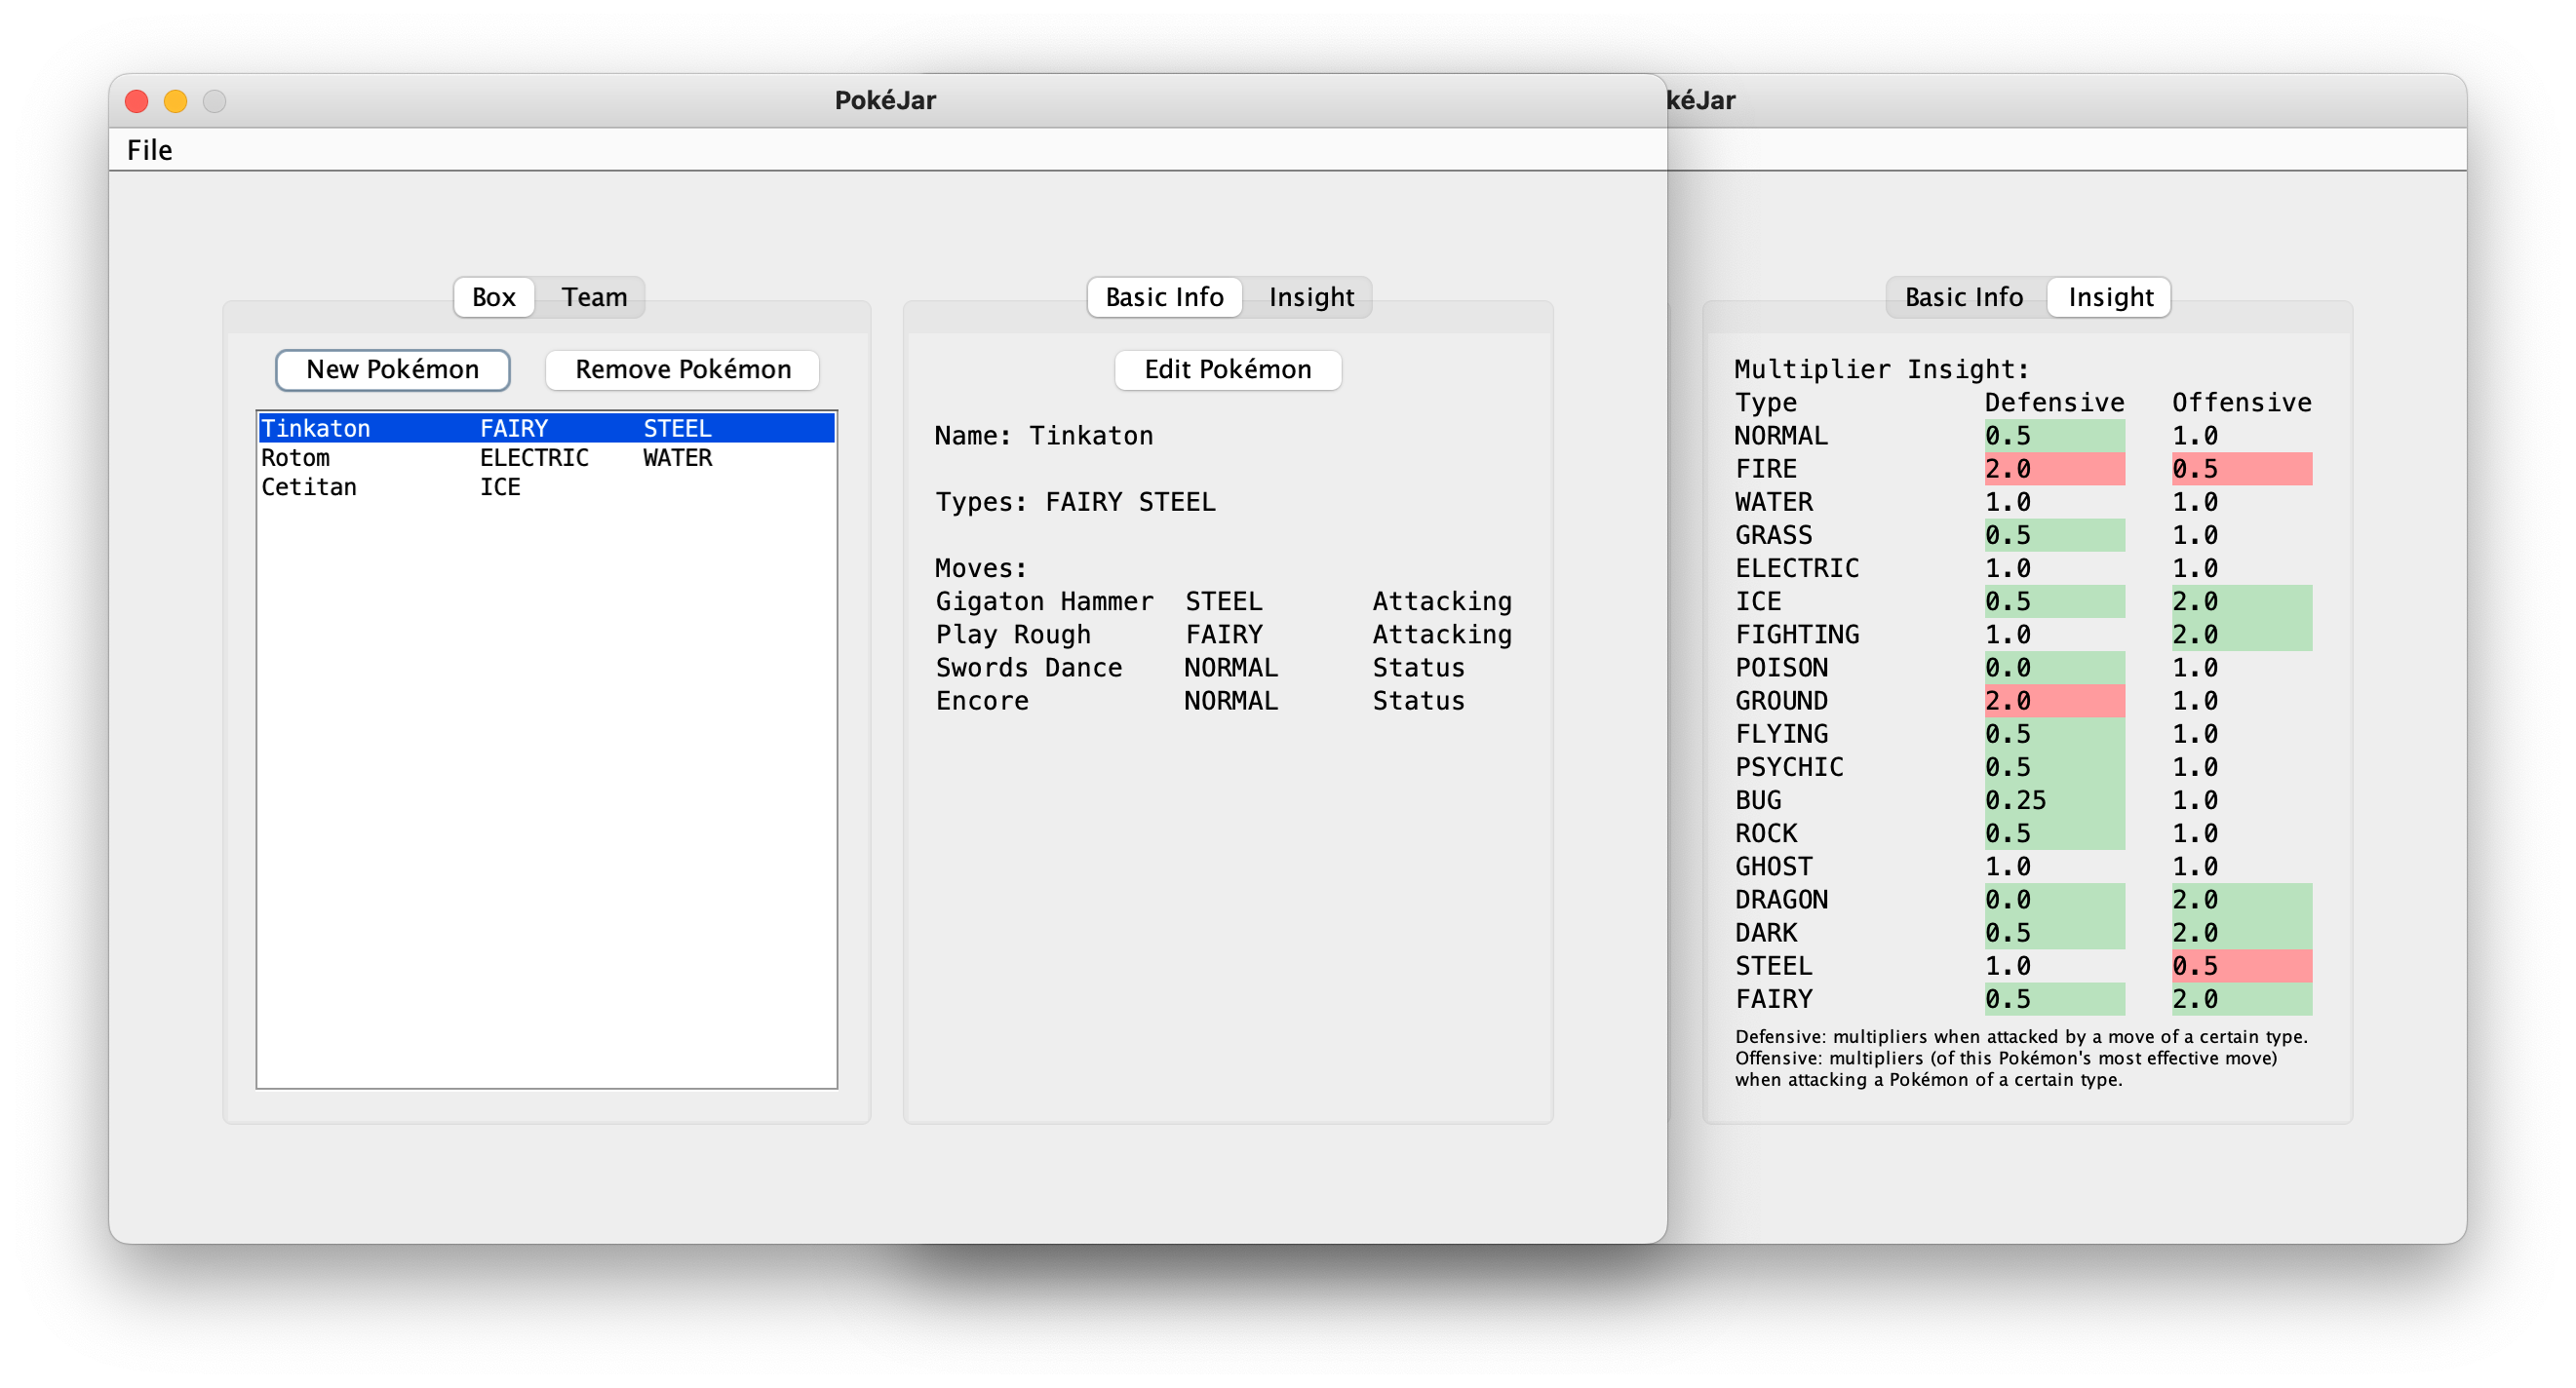 PokéJar
File
Box Team
New Pokémon Remove Pokémon
Tinkaton FAIRY STEEL
Rotom ELECTRIC WATER
Cetitan ICE
Basic Info Insight
Edit Pokémon
Name: Tinkaton
Types: FAIRY STEEL
Moves:
Gigaton Hammer STEEL Attacking
Play Rough FAIRY Attacking
Swords Dance NORMAL Status
Encore NORMAL Status
kéJar
Basic Info Insight
Multiplier Insight:
Type Defensive Offensive
NORMAL 0.5 1.0
FIRE 2.0 0.5
WATER 1.0 1.0
GRASS 0.5 1.0
ELECTRIC 1.0 1.0
ICE 0.5 2.0
FIGHTING 1.0 2.0
POISON 0.0 1.0
GROUND 2.0 1.0
FLYING 0.5 1.0
PSYCHIC 0.5 1.0
BUG 0.25 1.0
ROCK 0.5 1.0
GHOST 1.0 1.0
DRAGON 0.0 2.0
DARK 0.5 2.0
STEEL 1.0 0.5
FAIRY 0.5 2.0
Defensive: multipliers when attacked by a move of a certain type.
Offensive: multipliers (of this Pokémon's most effective move)
when attacking a Pokémon of a certain type.